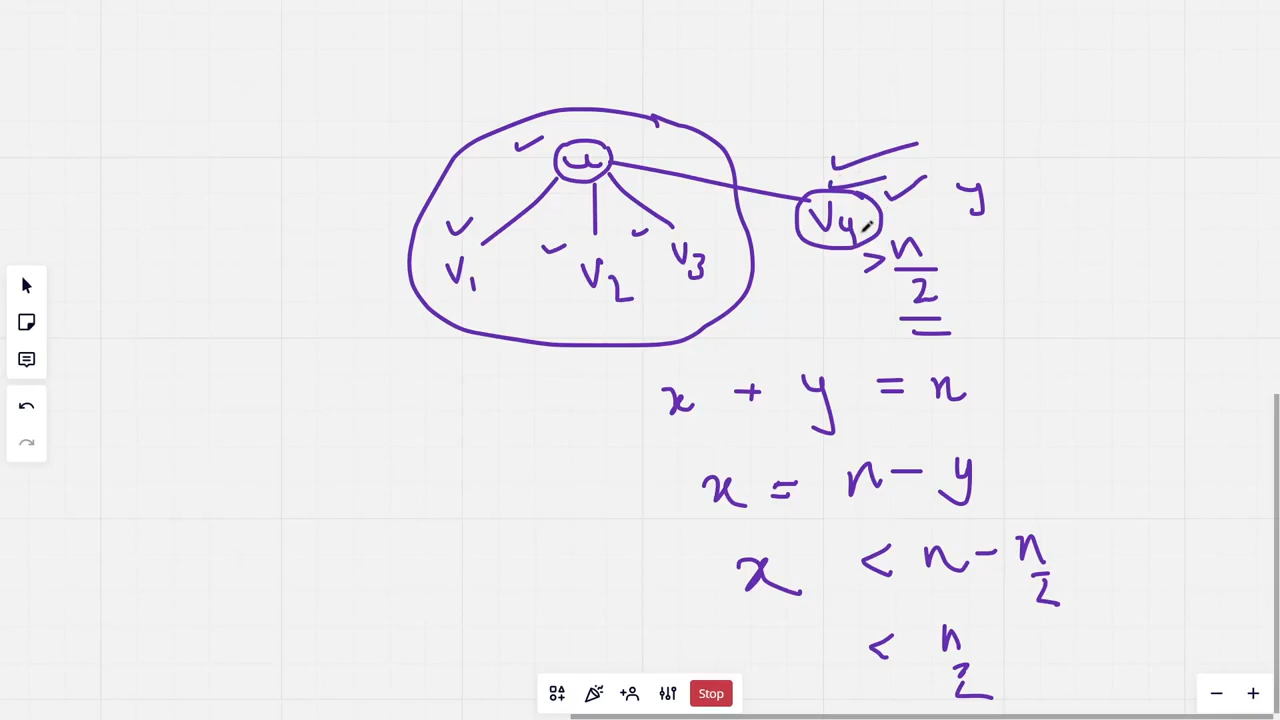 u
V4
y
V1
V2
V3
> n/2
x + y = n
x = n - y
x < n - n/2
< n/2
Stop